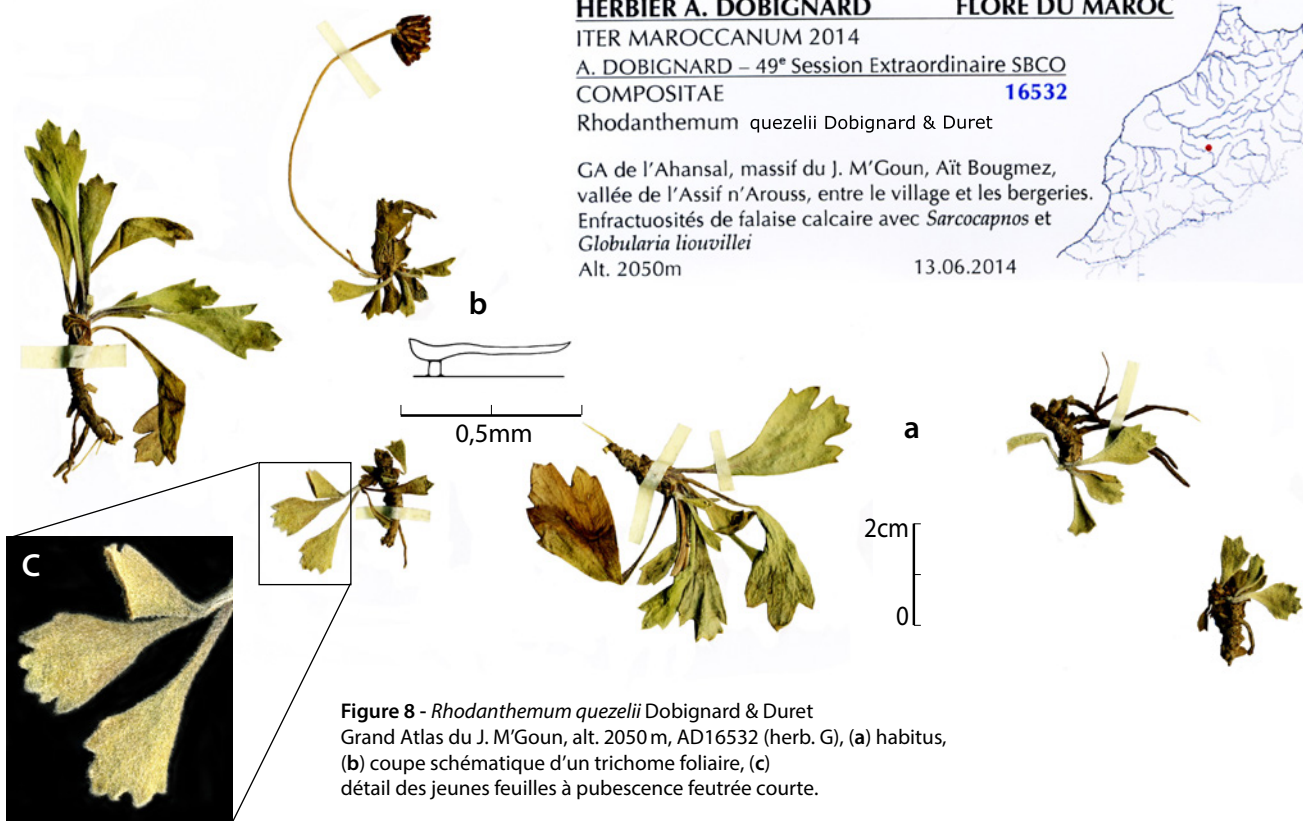 HERBIER A. DOBIGNARD FLORE DU MAROC
ITER MAROCCANUM 2014
A. DOBIGNARD – 49e Session Extraordinaire SBCO
COMPOSITAE 16532
Rhodanthemum quezelii Dobignard & Duret
GA de l'Ahansal, massif du J. M'Goun, Aït Bougmez,
vallée de l'Assif n'Arouss, entre le village et les bergeries.
Enfractuosités de falaise calcaire avec Sarcocapnos et
Globularia liouvillei
Alt. 2050m 13.06.2014
b
0,5mm
a
2cm
0
C
Figure 8 - Rhodanthemum quezelii Dobignard & Duret
Grand Atlas du J. M'Goun, alt. 2050 m, AD16532 (herb. G), (a) habitus,
(b) coupe schématique d'un trichome foliaire, (c)
détail des jeunes feuilles à pubescence feutrée courte.